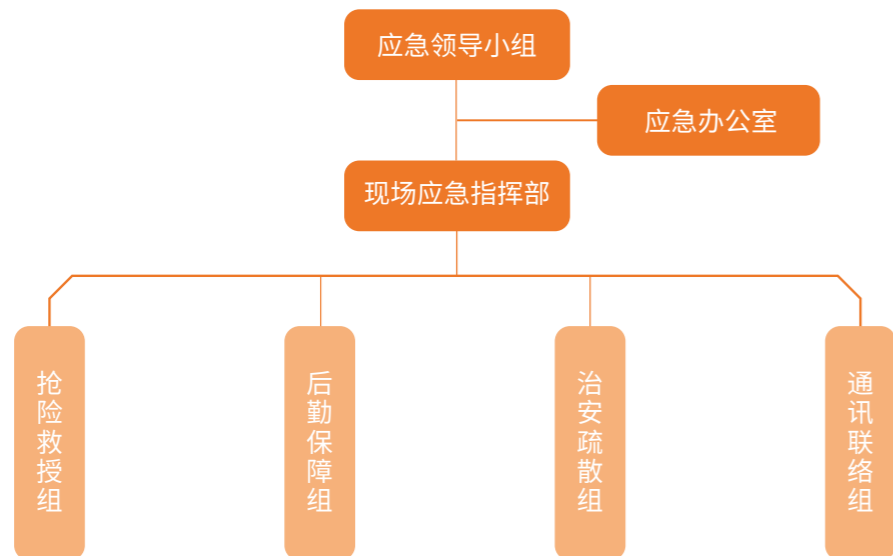 应急领导小组
应急办公室
现场应急指挥部
抢险救授组
后勤保障组
治安疏散组
通讯联络组